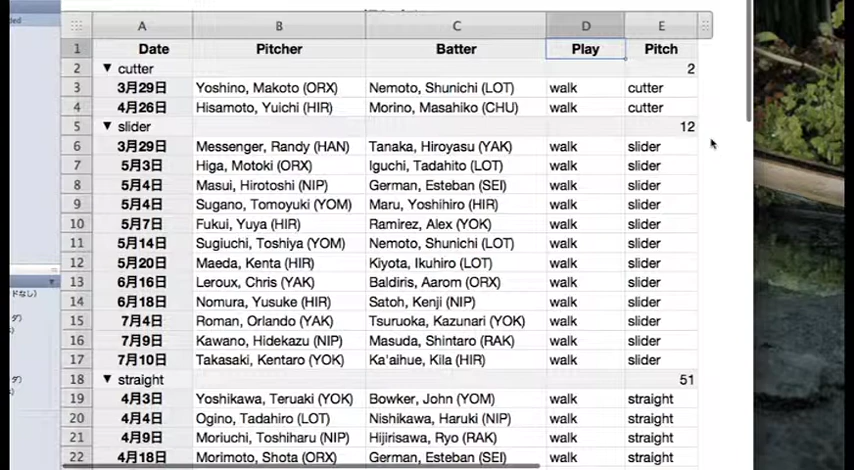 A B C D E
1 Date Pitcher Batter Play Pitch
2 ▼ cutter 2
3 3月29日 Yoshino, Makoto (ORX) Nemoto, Shunichi (LOT) walk cutter
4 4月26日 Hisamoto, Yuichi (HIR) Morino, Masahiko (CHU) walk cutter
5 ▼ slider 12
6 3月29日 Messenger, Randy (HAN) Tanaka, Hiroyasu (YAK) walk slider
7 5月3日 Higa, Motoki (ORX) Iguchi, Tadahito (LOT) walk slider
8 5月4日 Masui, Hirotoshi (NIP) German, Esteban (SEI) walk slider
9 5月4日 Sugano, Tomoyuki (YOM) Maru, Yoshihiro (HIR) walk slider
10 5月7日 Fukui, Yuya (HIR) Ramirez, Alex (YOK) walk slider
11 5月14日 Sugiuchi, Toshiya (YOM) Nemoto, Shunichi (LOT) walk slider
12 5月20日 Maeda, Kenta (HIR) Kiyota, Ikuhiro (LOT) walk slider
13 6月16日 Leroux, Chris (YAK) Baldiris, Aarom (ORX) walk slider
14 6月18日 Nomura, Yusuke (HIR) Satoh, Kenji (NIP) walk slider
15 7月4日 Roman, Orlando (YAK) Tsuruoka, Kazunari (YOK) walk slider
16 7月9日 Kawano, Hidekazu (NIP) Masuda, Shintaro (RAK) walk slider
17 7月10日 Takasaki, Kentaro (YOK) Ka'aihue, Kila (HIR) walk slider
18 ▼ straight 51
19 4月3日 Yoshikawa, Teruaki (YOK) Bowker, John (YOM) walk straight
20 4月4日 Ogino, Tadahiro (LOT) Nishikawa, Haruki (NIP) walk straight
21 4月9日 Moriuchi, Toshiharu (NIP) Hijirisawa, Ryo (RAK) walk straight
22 4月18日 Morimoto, Shota (ORX) German, Esteban (SEI) walk straight